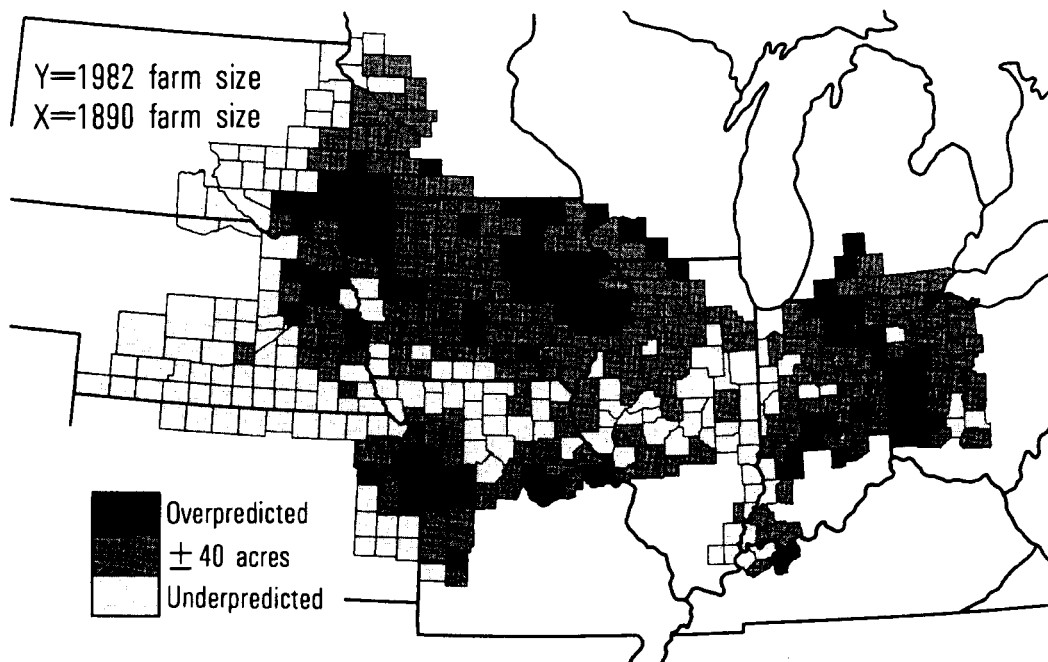 Y=1982 farm size
X=1890 farm size
Overpredicted
± 40 acres
Underpredicted